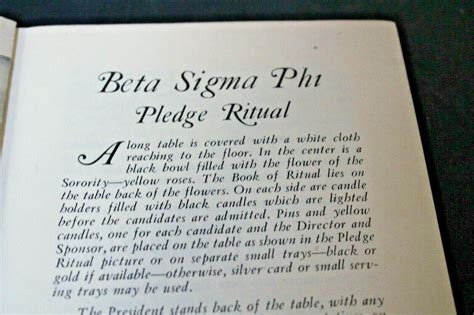 Beta Sigma Phi
Pledge Ritual
A long table is covered with a white cloth
reaching to the floor. In the center is a
black bowl filled with the flower of the
Sorority—yellow roses. The Book of Ritual lies on
the table back of the flowers. On each side are candle
holders filled with black candles which are lighted
before the candidates are admitted. Pins and yellow
candles, one for each candidate and the Director and
Sponsor, are placed on the table as shown in the Pledge
Ritual picture or on separate small trays—black or
gold if available—otherwise, silver card or small serv-
ing trays may be used.
The President stands back of the table, with any